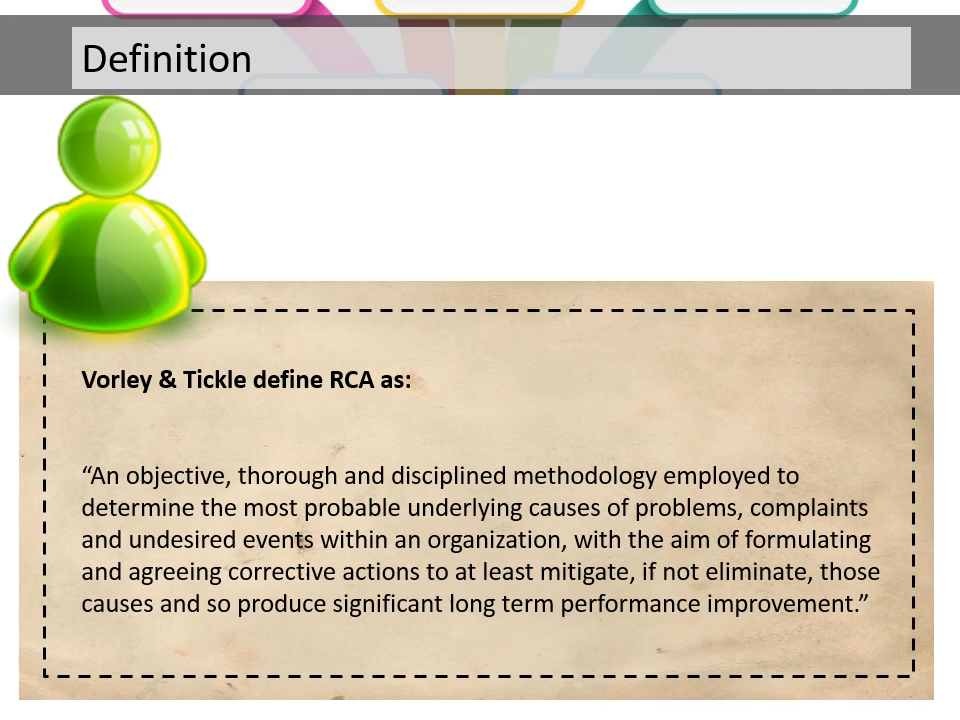 Definition
Vorley & Tickle define RCA as:
“An objective, thorough and disciplined methodology employed to
determine the most probable underlying causes of problems, complaints
and undesired events within an organization, with the aim of formulating
and agreeing corrective actions to at least mitigate, if not eliminate, those
causes and so produce significant long term performance improvement.”